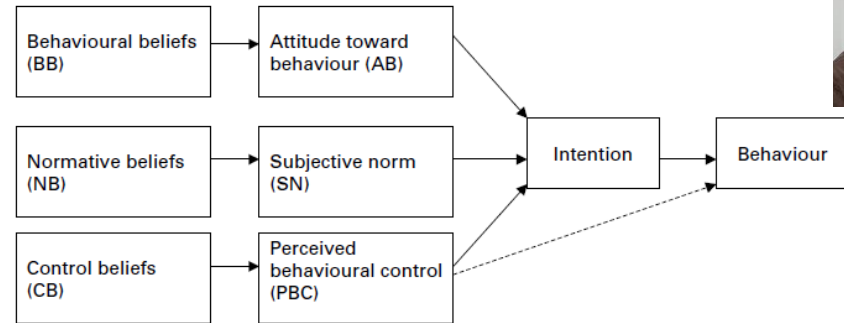 Behavioural beliefs
(BB)
Attitude toward
behaviour (AB)
Normative beliefs
(NB)
Subjective norm
(SN)
Intention
Behaviour
Control beliefs
(CB)
Perceived
behavioural control
(PBC)